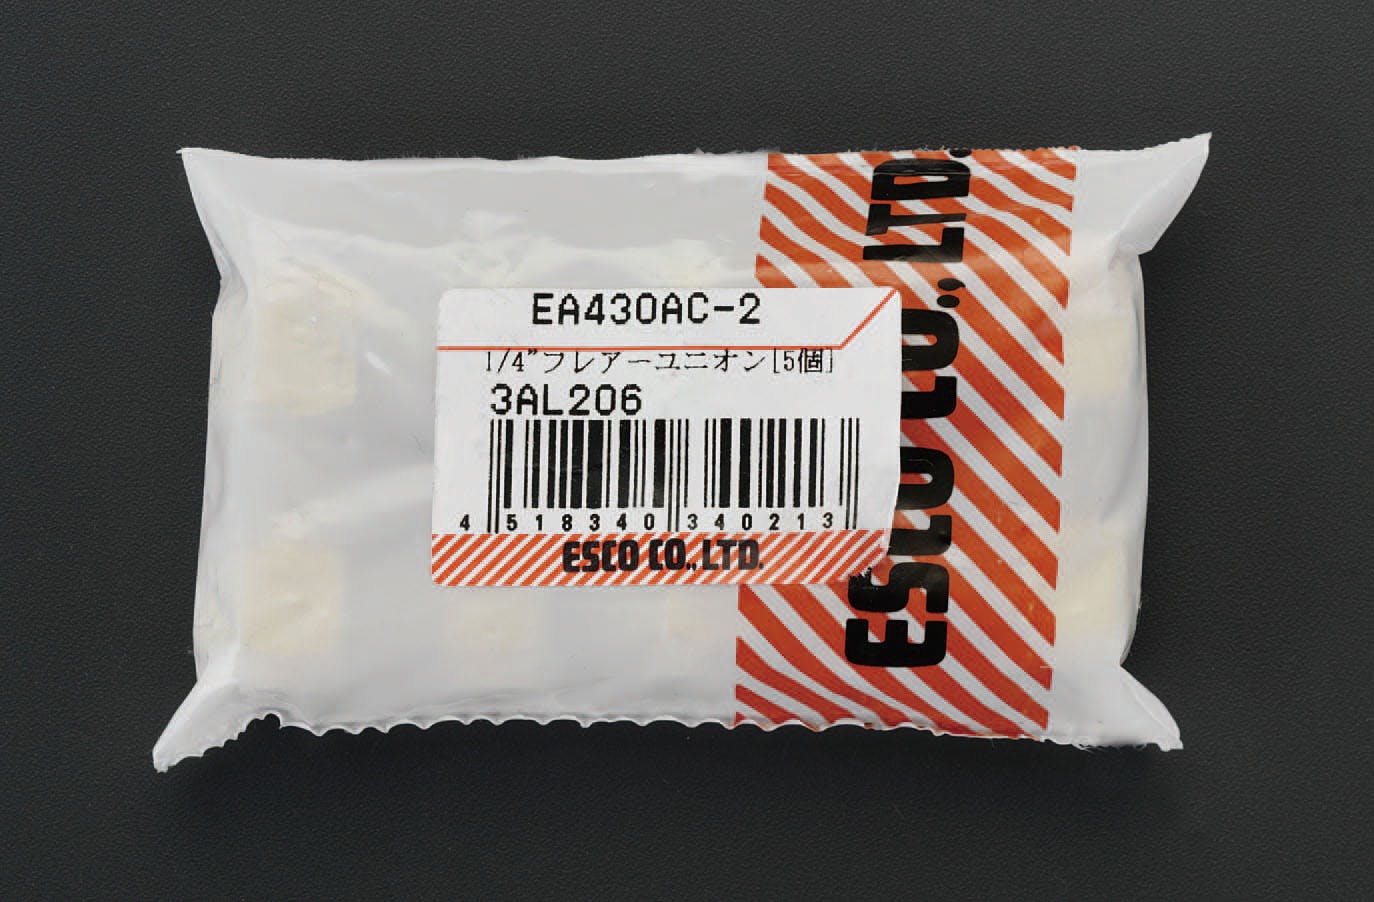 EA430AC-2
1/4”フレアーユニオン[5個]
3AL206
4 518340 340213
ESCO CO.,LTD.
ESCO CO., LTD.